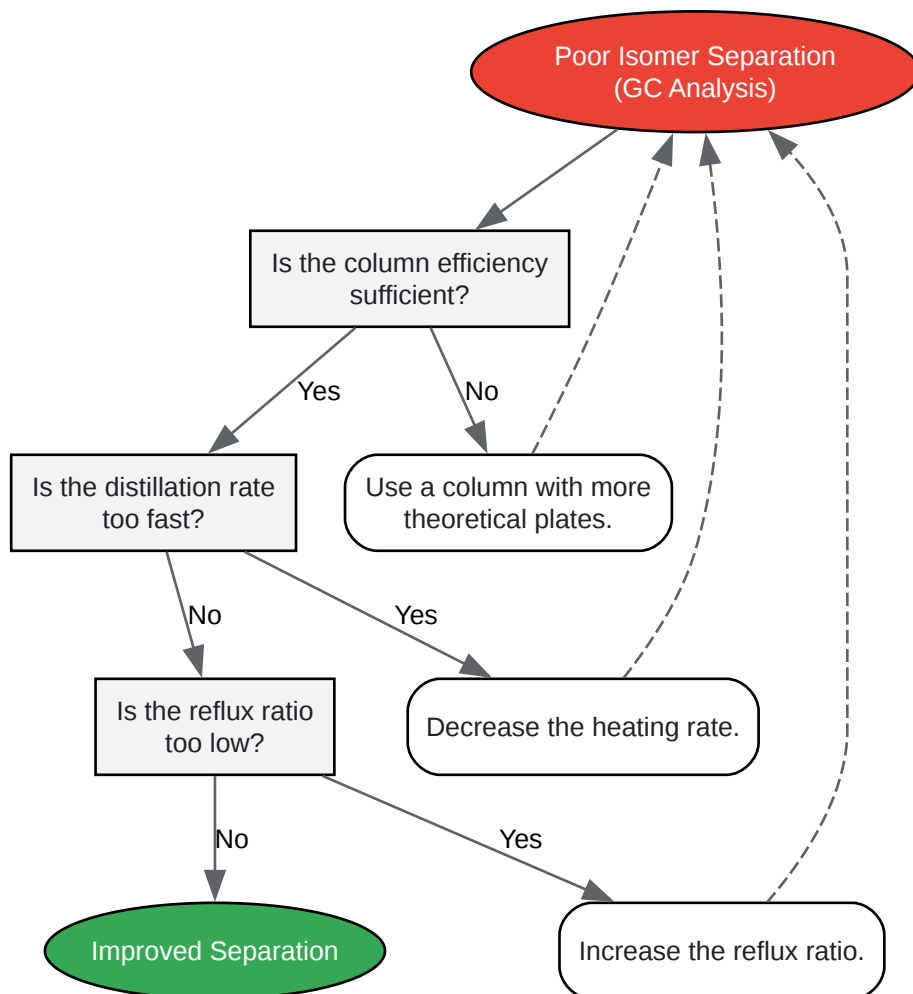 Poor Isomer Separation
(GC Analysis)
Is the column efficiency
sufficient?
Yes
No
Is the distillation rate
too fast?
Use a column with more
theoretical plates.
No
Yes
Is the reflux ratio
too low?
Decrease the heating rate.
No
Yes
Improved Separation
Increase the reflux ratio.